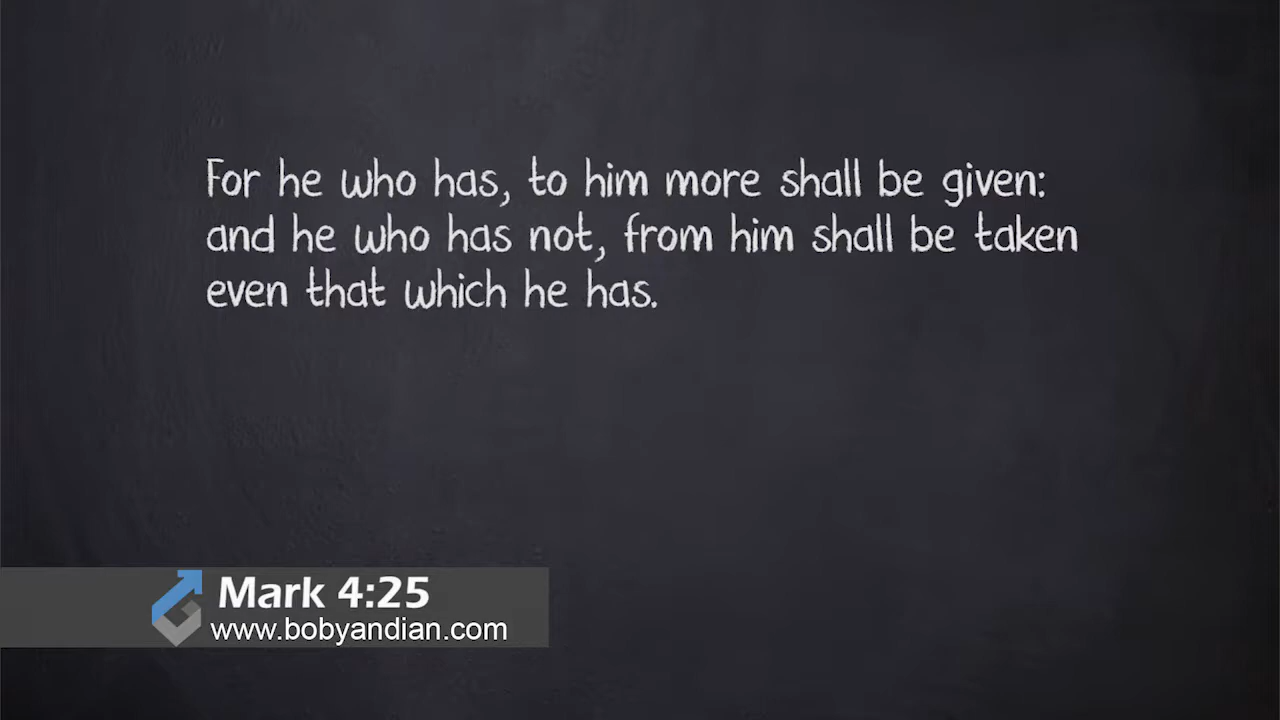 For he who has, to him more shall be given:
and he who has not, from him shall be taken
even that which he has.
Mark 4:25
www.bobyandian.com